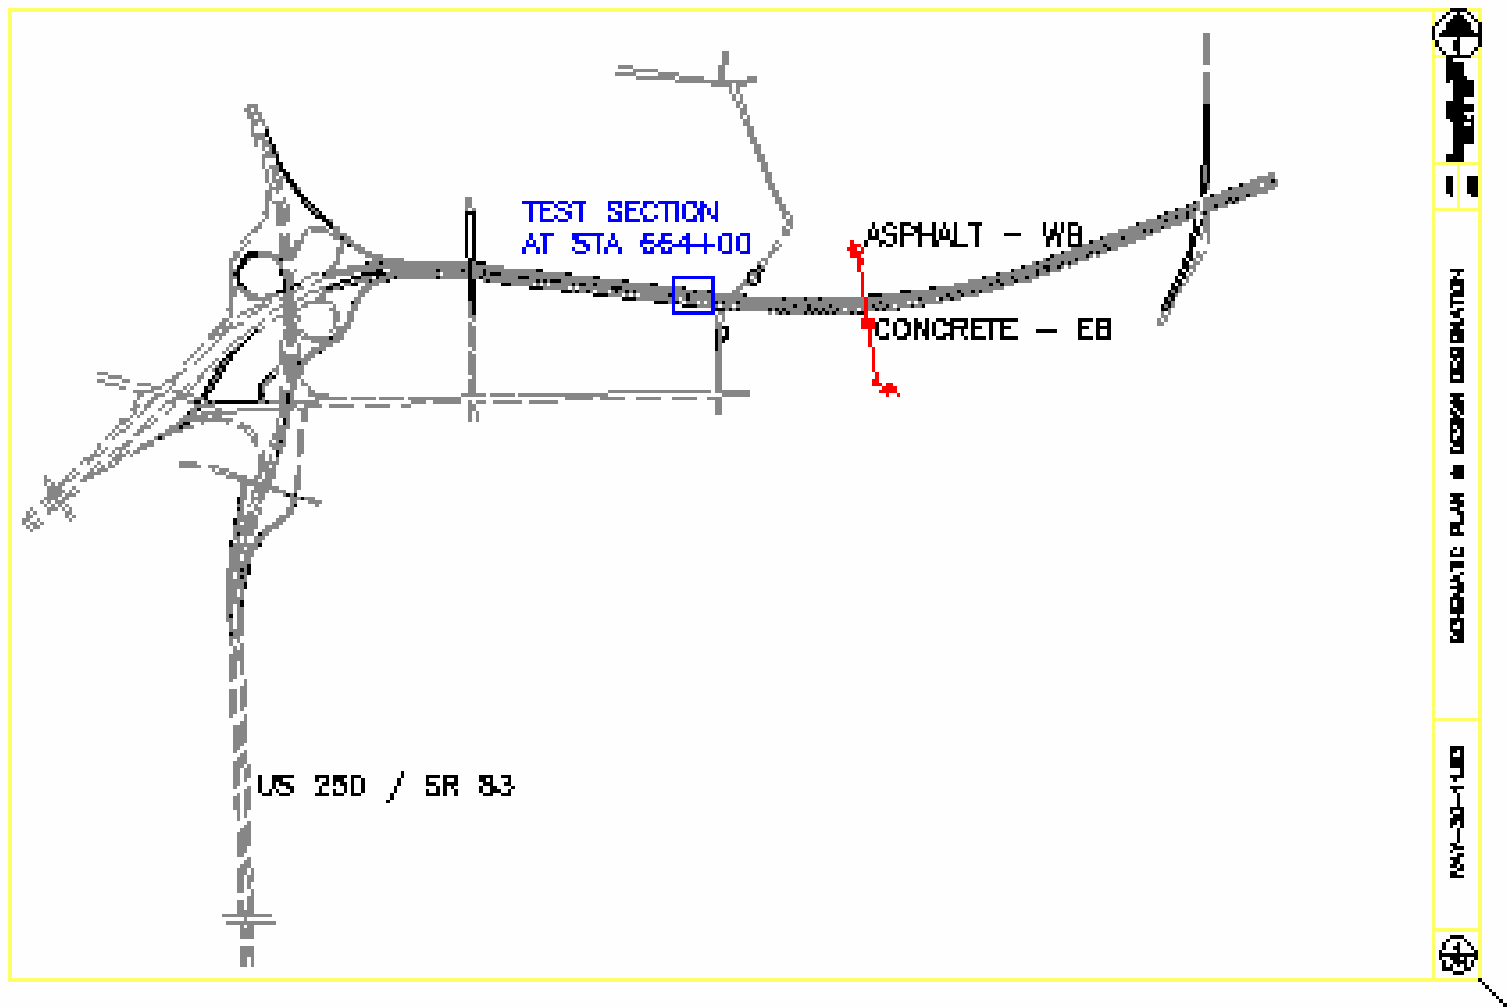 TEST SECTION
AT STA 664+00
ASPHALT - WB
CONCRETE - EB
US 250 / SR 83
SCHEMATIC PLAN & DESIGN DESIGNATION